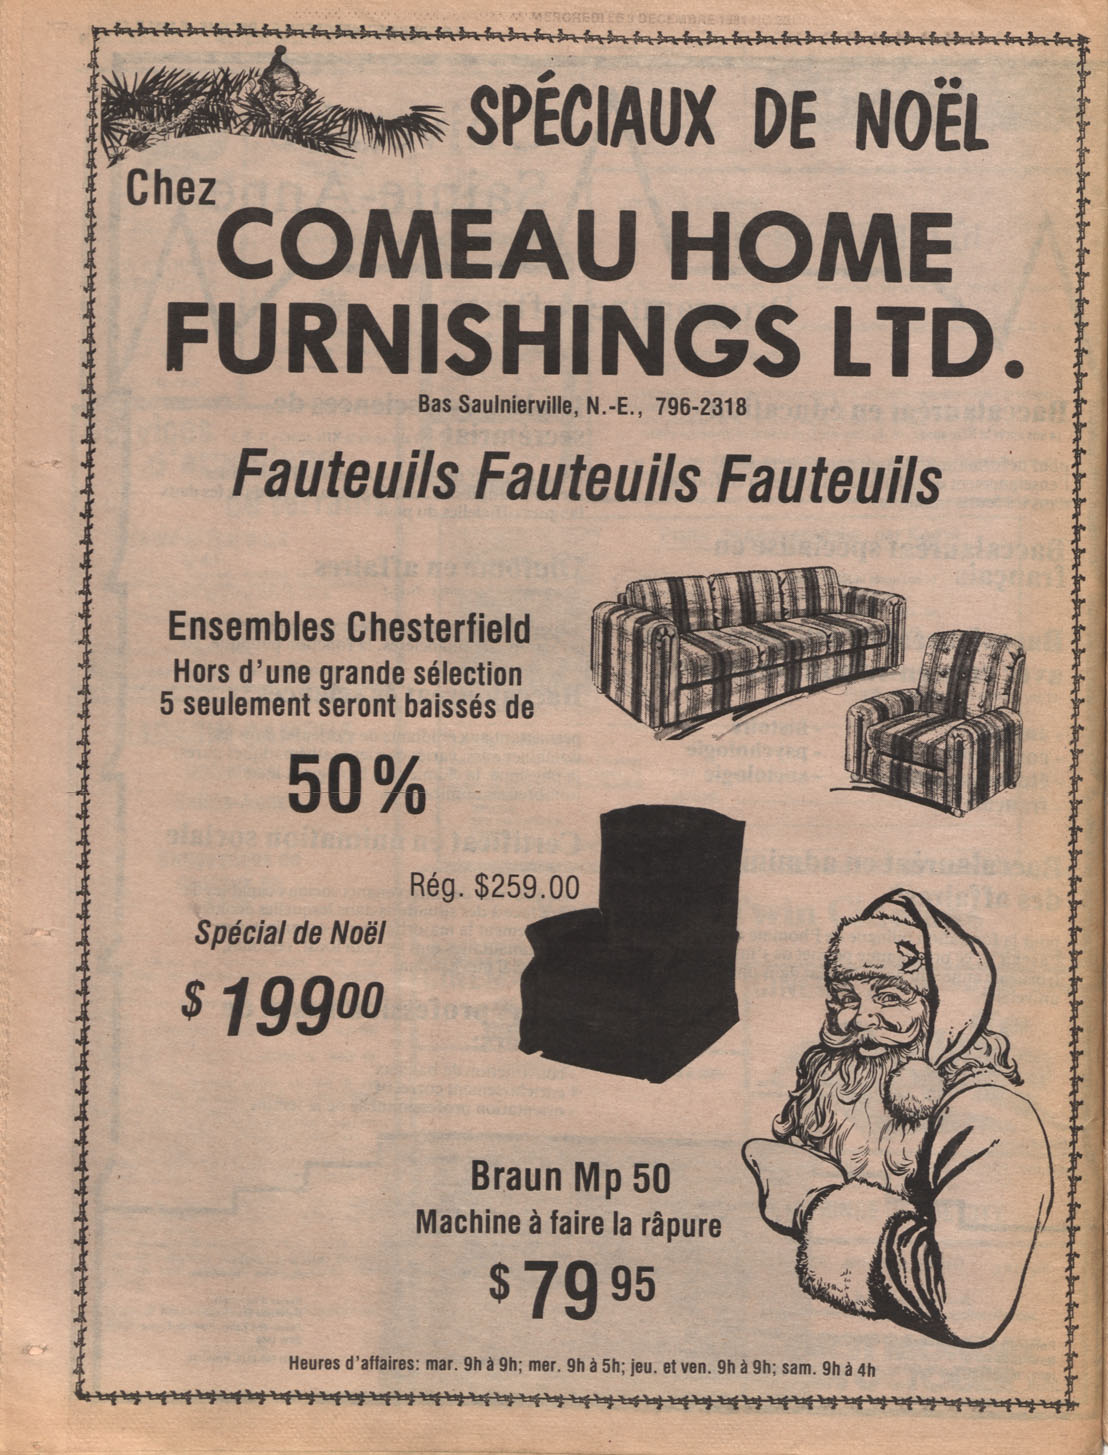 SPÉCIAUX DE NOËL
Chez
COMEAU HOME
FURNISHINGS LTD.
Bas Saulnierville, N.-E., 796-2318
Fauteuils Fauteuils Fauteuils
Ensembles Chesterfield
Hors d'une grande sélection
5 seulement seront baissés de
50%
Rég. $259.00
Spécial de Noël
$19900
Braun Mp 50
Machine à faire la râpure
$79 95
Heures d'affaires: mar. 9h à 9h; mer. 9h à 5h; jeu. et ven. 9h à 9h; sam. 9h à 4h